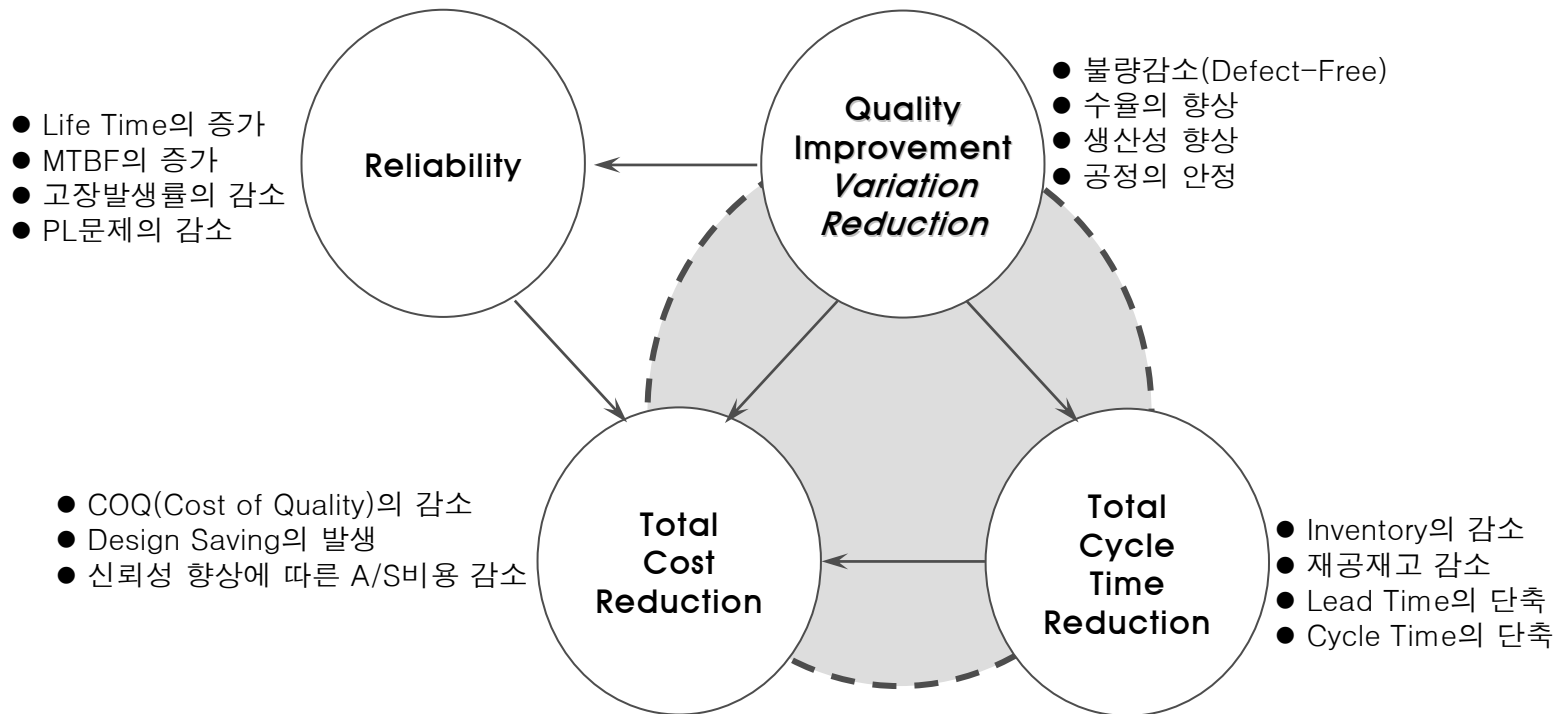 ● Life Time의 증가
● MTBF의 증가
● 고장발생률의 감소
● PL문제의 감소
Reliability
Quality
Improvement
Variation
Reduction
● 불량감소(Defect-Free)
● 수율의 향상
● 생산성 향상
● 공정의 안정
● COQ(Cost of Quality)의 감소
● Design Saving의 발생
● 신뢰성 향상에 따른 A/S비용 감소
Total
Cost
Reduction
Total
Cycle
Time
Reduction
● Inventory의 감소
● 재공재고 감소
● Lead Time의 단축
● Cycle Time의 단축